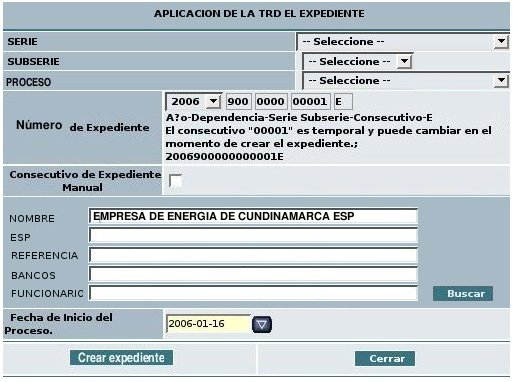 APLICACION DE LA TRD EL EXPEDIENTE
SERIE -- Seleccione --
SUBSERIE -- Seleccione --
PROCESO -- Seleccione --
Número de Expediente
2006 900 0000 00001 E
A?o-Dependencia-Serie Subserie-Consecutivo-E
El consecutivo "00001" es temporal y puede cambiar en el
momento de crear el expediente.;
2006900000000001E
Consecutivo de Expediente
Manual
NOMBRE EMPRESA DE ENERGIA DE CUNDINAMARCA ESP
ESP
REFERENCIA
BANCOS
FUNCIONARIO Buscar
Fecha de Inicio del
Proceso.
2006-01-16
Crear expediente Cerrar